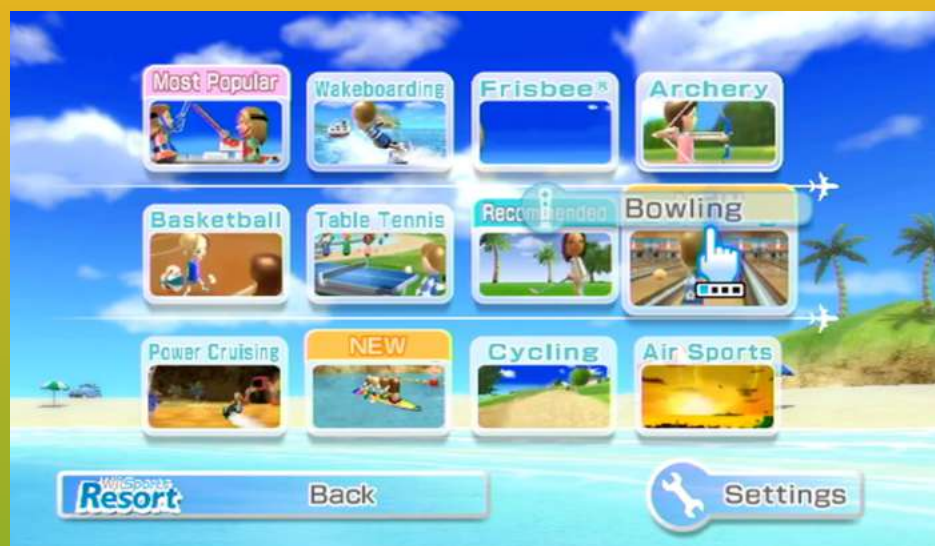 Most Popular
Wakeboarding
Frisbee®
Archery
Basketball
Table Tennis
Recommended
Bowling
Power Cruising
NEW
Cycling
Air Sports
Wii Sports
Resort
Back
Settings